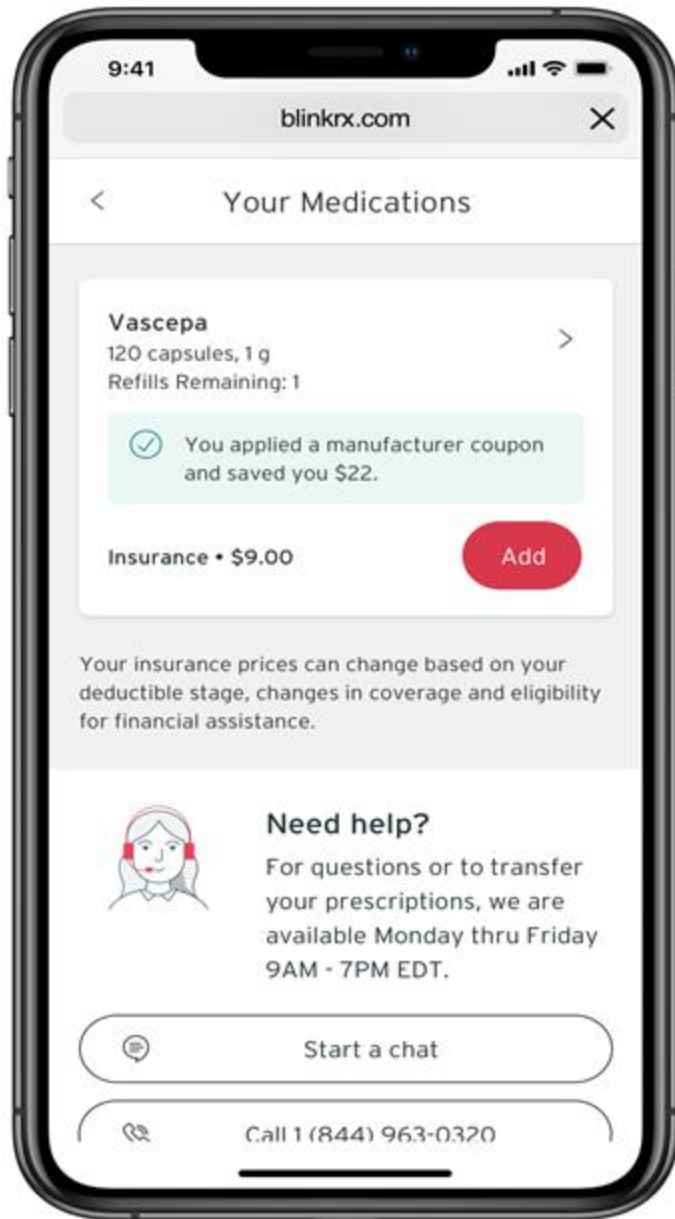 9:41
blinkrx.com
Your Medications
Vascepa
120 capsules, 1 g
Refills Remaining: 1
You applied a manufacturer coupon
and saved you $22.
Insurance • $9.00
Add
Your insurance prices can change based on your
deductible stage, changes in coverage and eligibility
for financial assistance.
Need help?
For questions or to transfer
your prescriptions, we are
available Monday thru Friday
9AM - 7PM EDT.
Start a chat
Call 1 (844) 963-0320